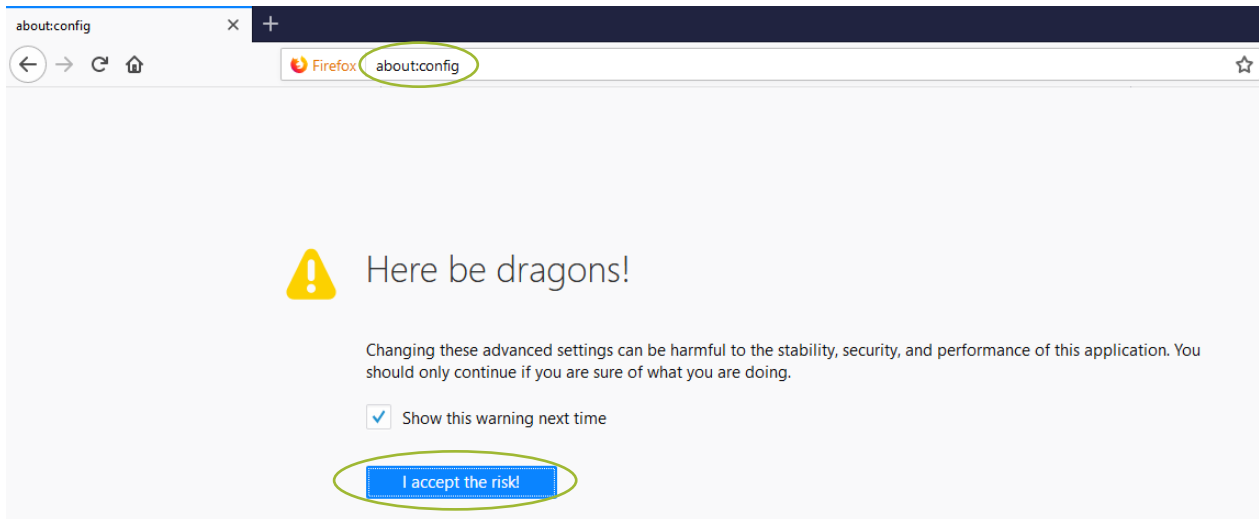 about:config
Firefox about:config
Here be dragons!
Changing these advanced settings can be harmful to the stability, security, and performance of this application. You
should only continue if you are sure of what you are doing.
Show this warning next time
I accept the risk!